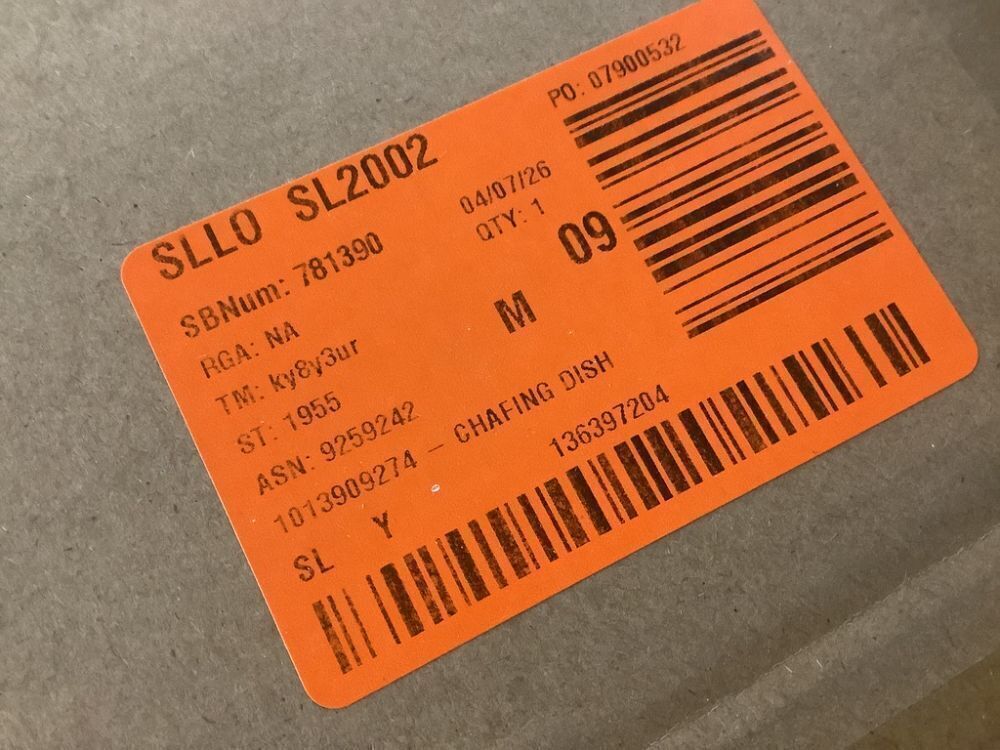 SLLO SL2002
PO: 07900532
SBNum: 781390
04/07/26
RGA: NA
QTY: 1
09
TM: ky8y3ur
M
ST: 1955
ASN: 9259242
1013909274 – CHAFING DISH
SL Y
136397204